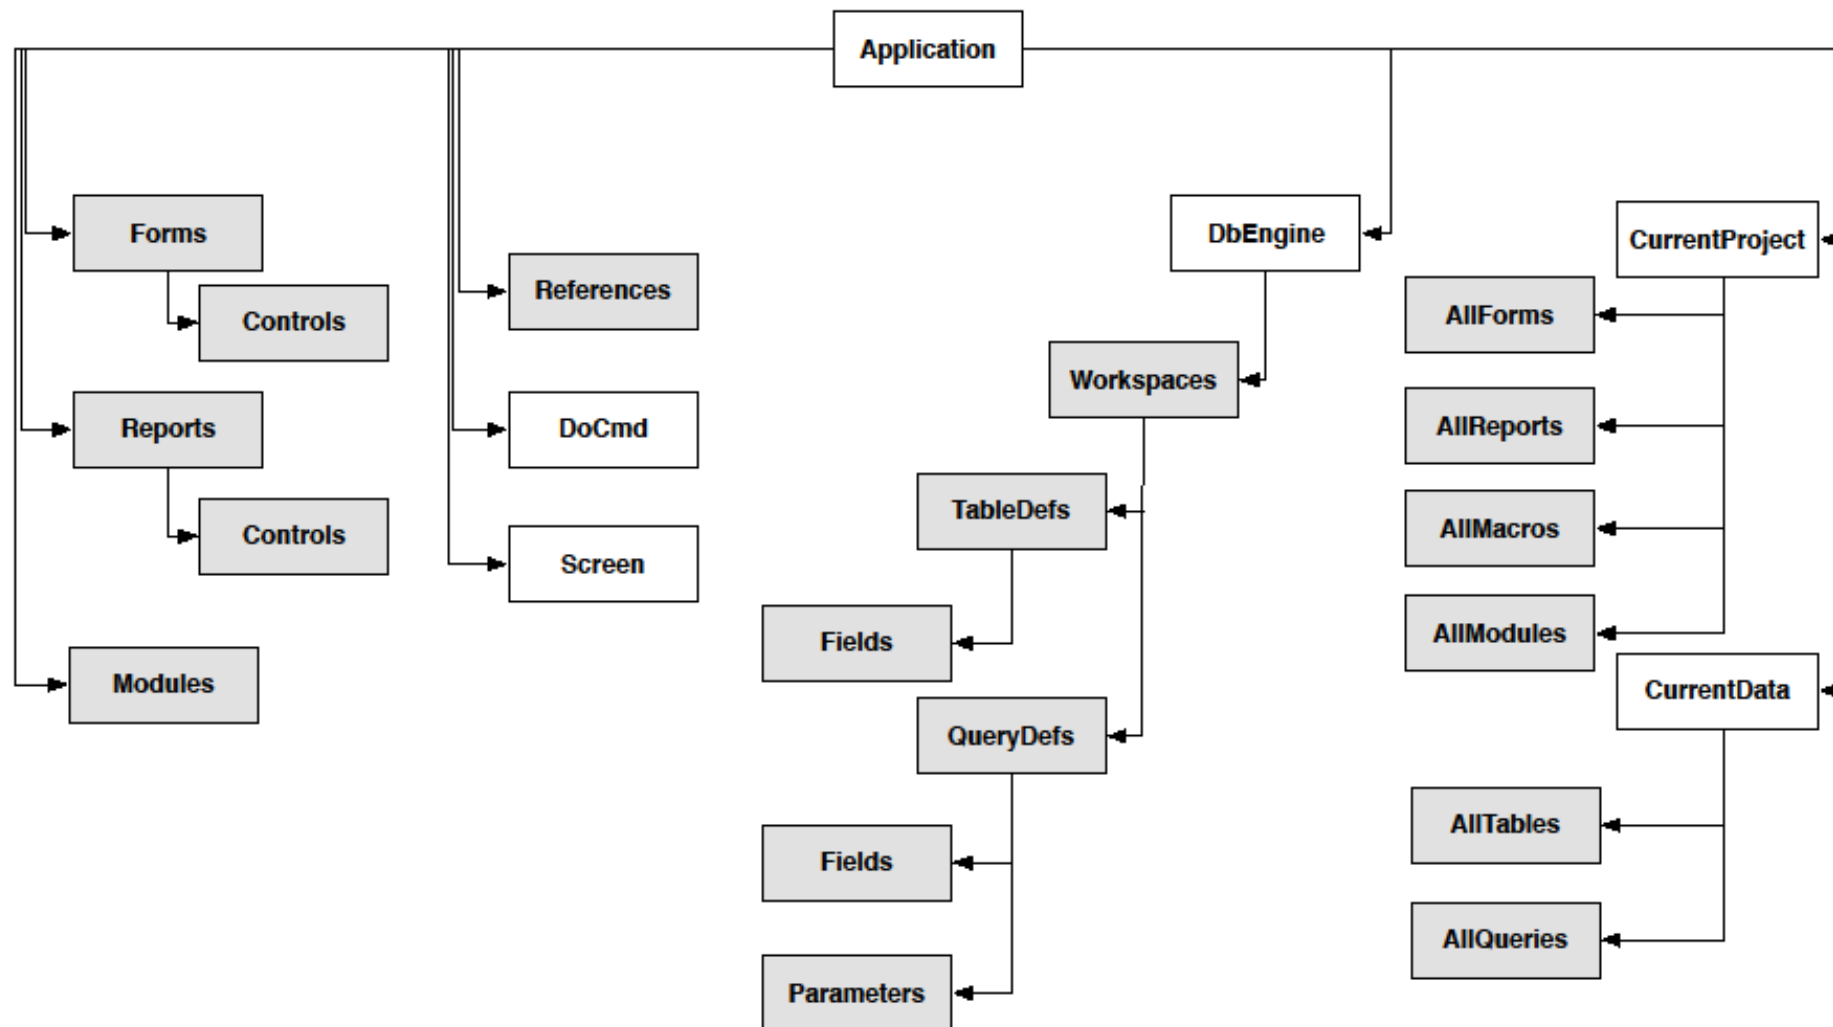 Application
Forms
DbEngine
CurrentProject
References
Controls
AllForms
Workspaces
Reports
DoCmd
AllReports
TableDefs
AllMacros
Controls
Screen
Fields
AllModules
Modules
CurrentData
QueryDefs
AllTables
Fields
AllQueries
Parameters